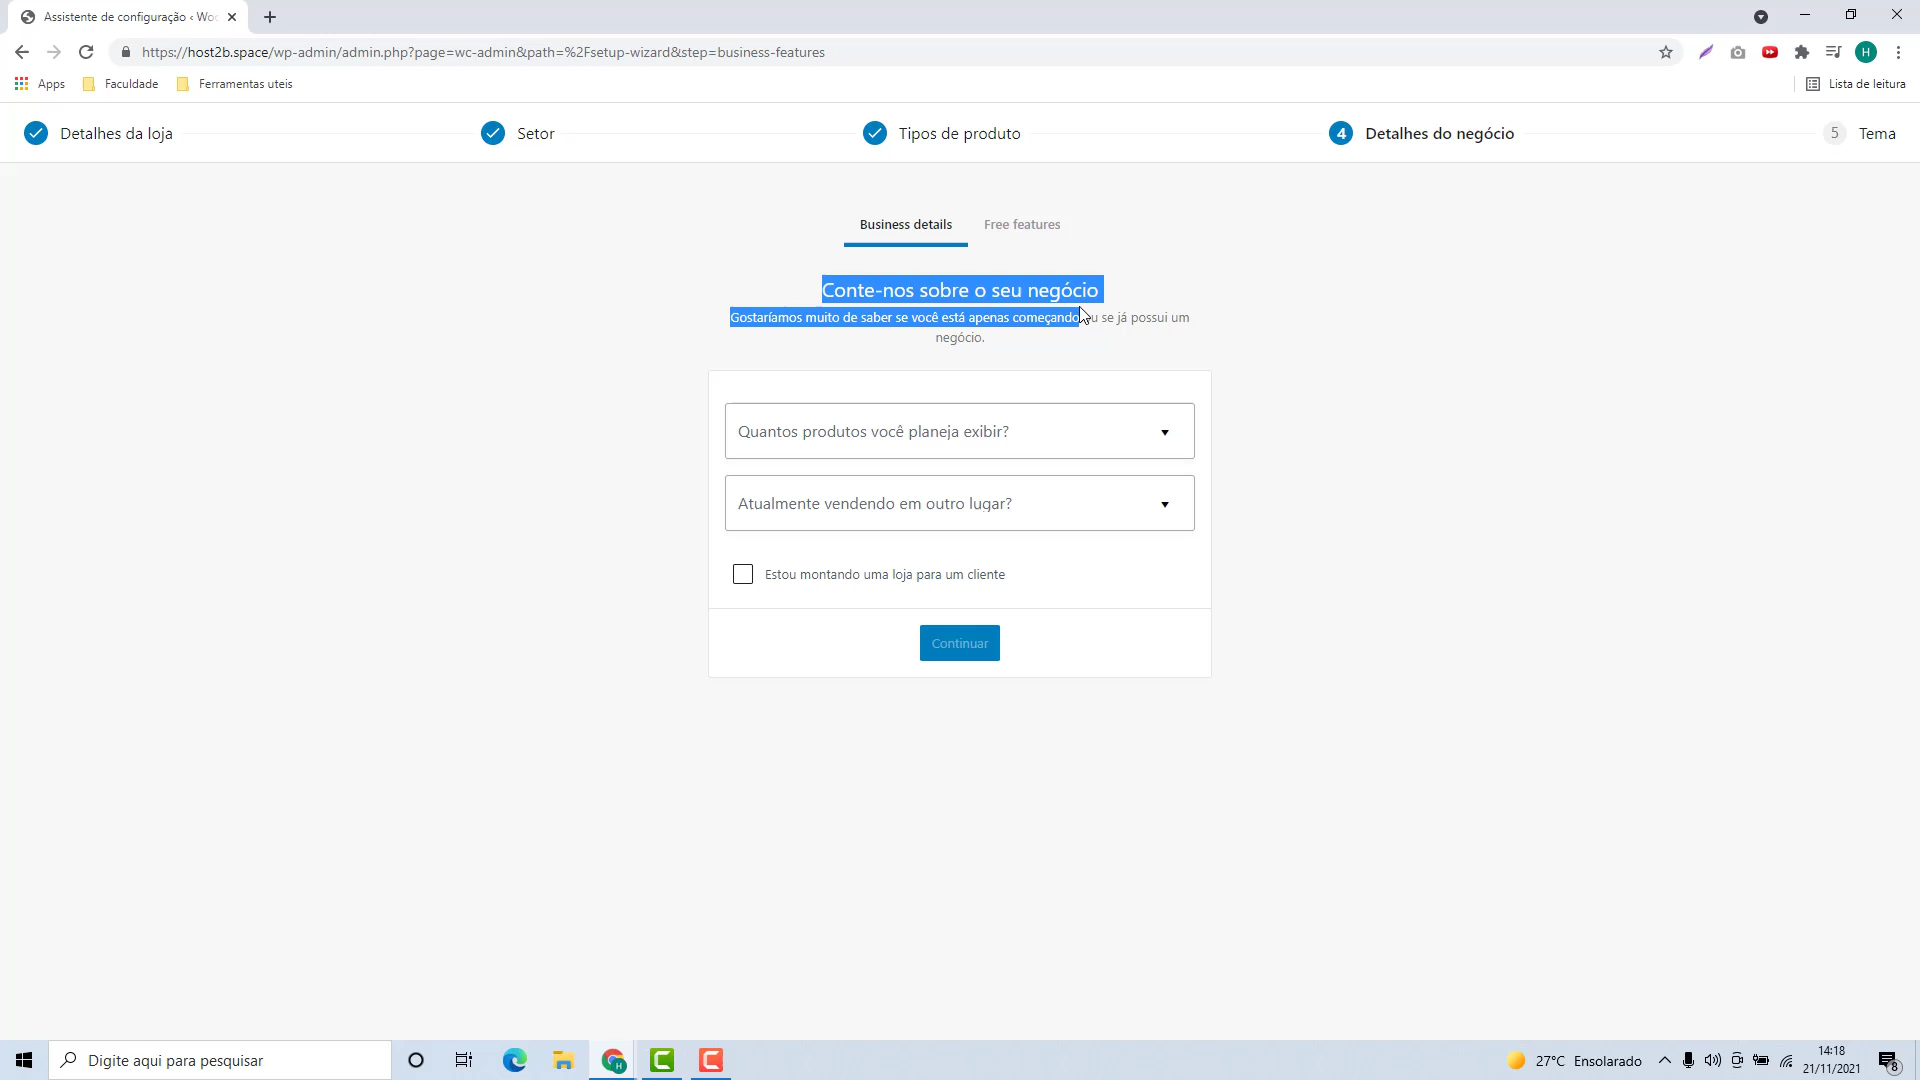 Assistente de configuração ‹ Woo
https://host2b.space/wp-admin/admin.php?page=wc-admin&path=%2Fsetup-wizard&step=business-features
H
Apps
Faculdade
Ferramentas uteis
Lista de leitura
Detalhes da loja
Setor
Tipos de produto
4 Detalhes do negócio
5 Tema
Business details
Free features
Conte-nos sobre o seu negócio
Gostaríamos muito de saber se você está apenas começando ou se já possui um
negócio.
Quantos produtos você planeja exibir?
Atualmente vendendo em outro lugar?
Estou montando uma loja para um cliente
Continuar
Digite aqui para pesquisar
27°C Ensolarado
14:18
21/11/2021
8